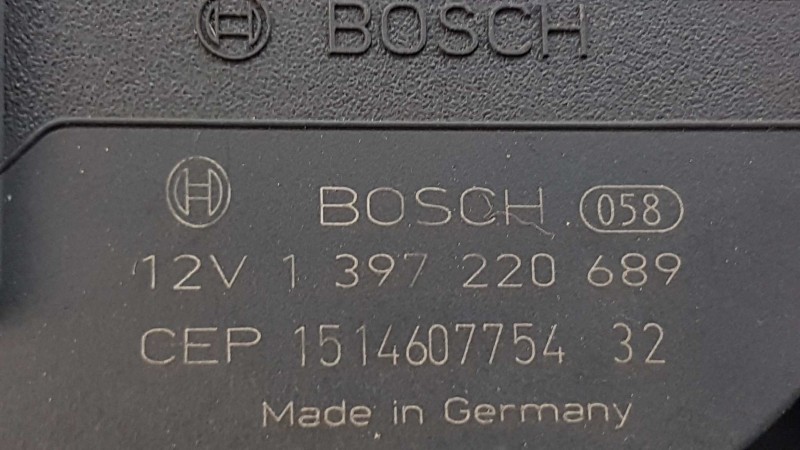 BOSCH
BOSCH 058
12V 1 397 220 689
CEP 1514607754 32
Made in Germany